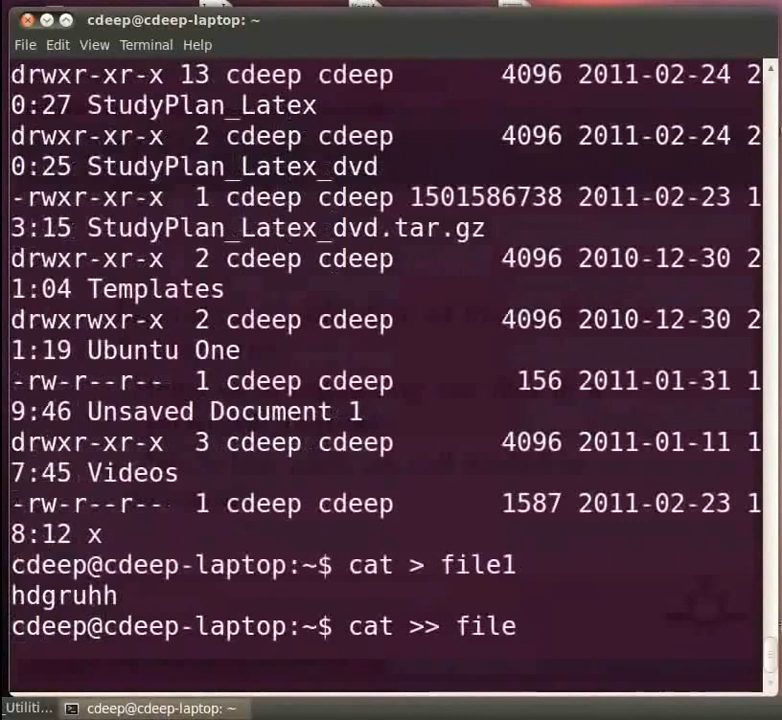 cdeep@cdeep-laptop: ~
File Edit View Terminal Help
drwxr-xr-x 13 cdeep cdeep 4096 2011-02-24 2
0:27 StudyPlan_Latex
drwxr-xr-x 2 cdeep cdeep 4096 2011-02-24 2
0:25 StudyPlan_Latex_dvd
-rwxr-xr-x 1 cdeep cdeep 1501586738 2011-02-23 1
3:15 StudyPlan_Latex_dvd.tar.gz
drwxr-xr-x 2 cdeep cdeep 4096 2010-12-30 2
1:04 Templates
drwxrwxr-x 2 cdeep cdeep 4096 2010-12-30 2
1:19 Ubuntu One
-rw-r--r-- 1 cdeep cdeep 156 2011-01-31 1
9:46 Unsaved Document 1
drwxr-xr-x 3 cdeep cdeep 4096 2011-01-11 1
7:45 Videos
-rw-r--r-- 1 cdeep cdeep 1587 2011-02-23 1
8:12 x
cdeep@cdeep-laptop:~$ cat > file1
hdgruhh
cdeep@cdeep-laptop:~$ cat >> file
Utiliti... cdeep@cdeep-laptop: ~